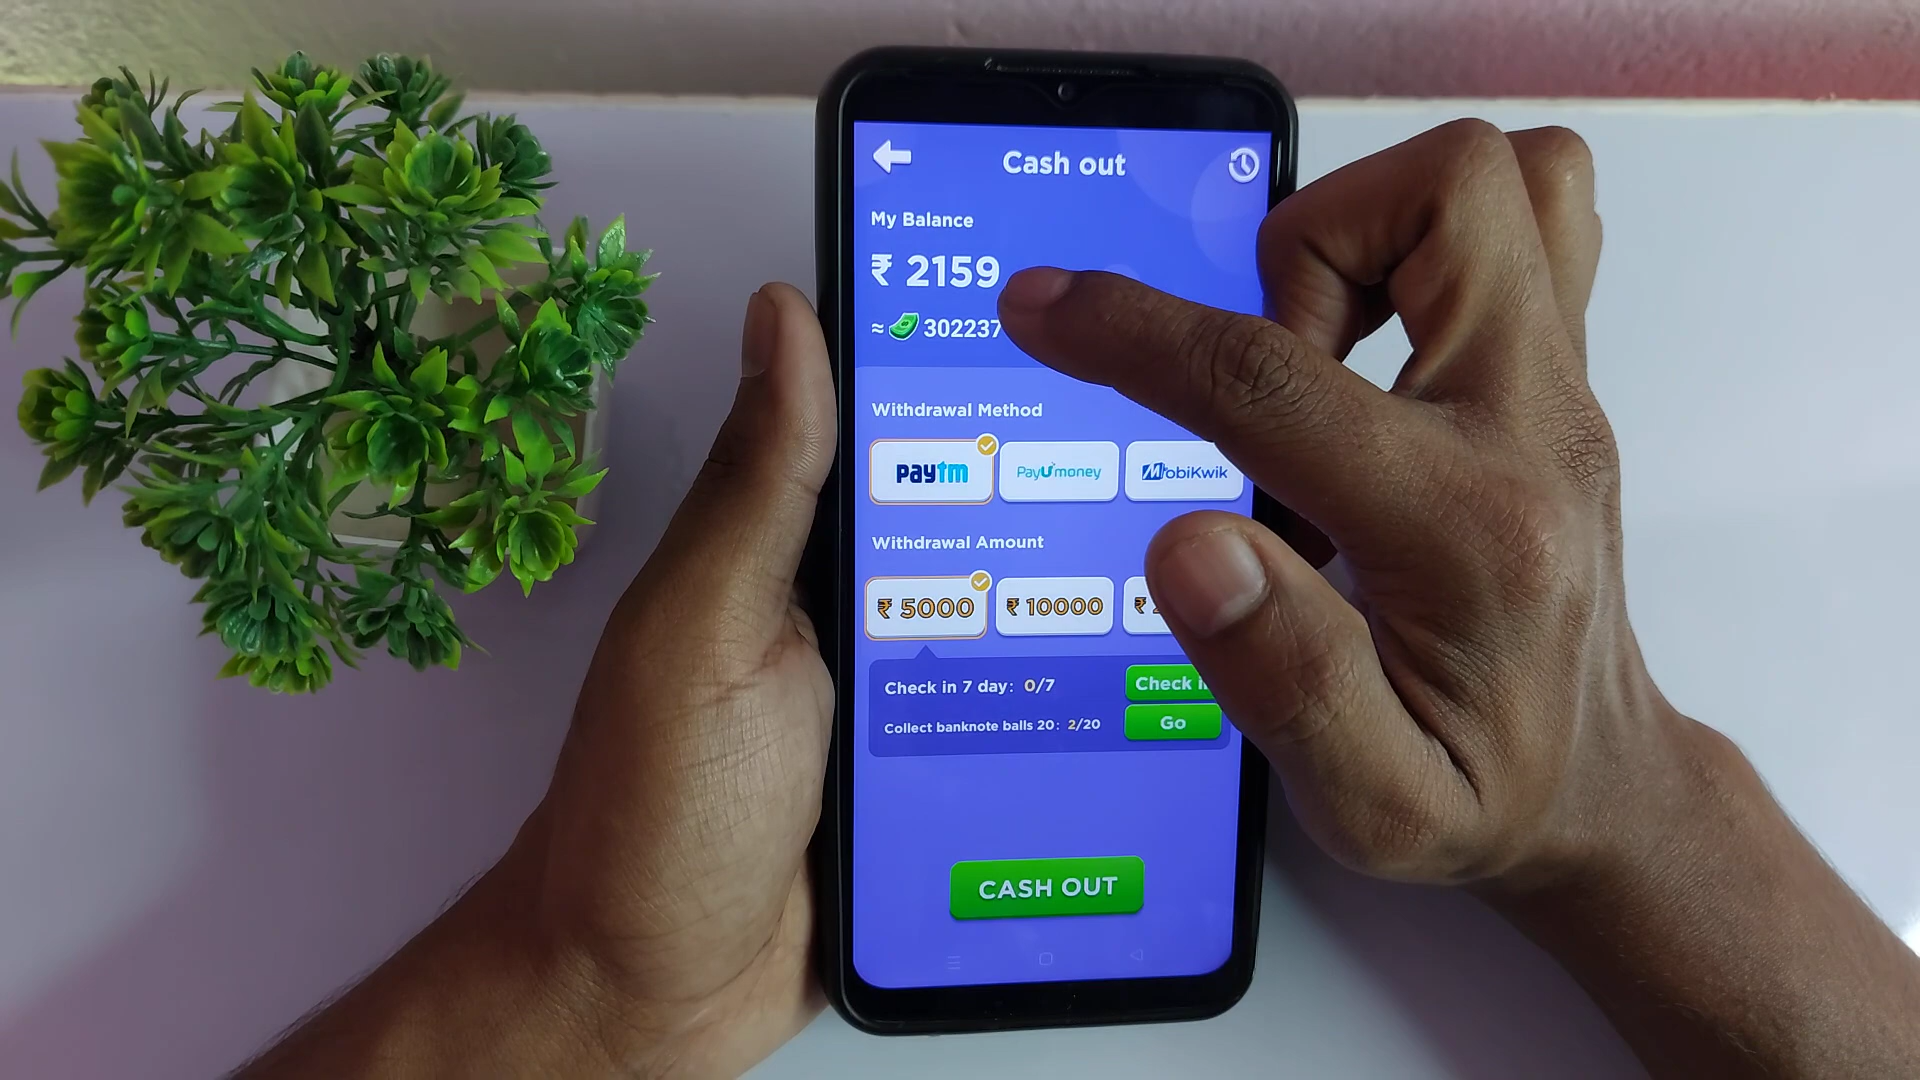 Cash out
My Balance
₹ 2159
≈ 302237
Withdrawal Method
paytm PayUmoney MobiKwik
Withdrawal Amount
₹ 5000 ₹ 10000 ₹
Check in 7 day: 0/7 Check
Collect banknote balls 20: 2/20 Go
CASH OUT